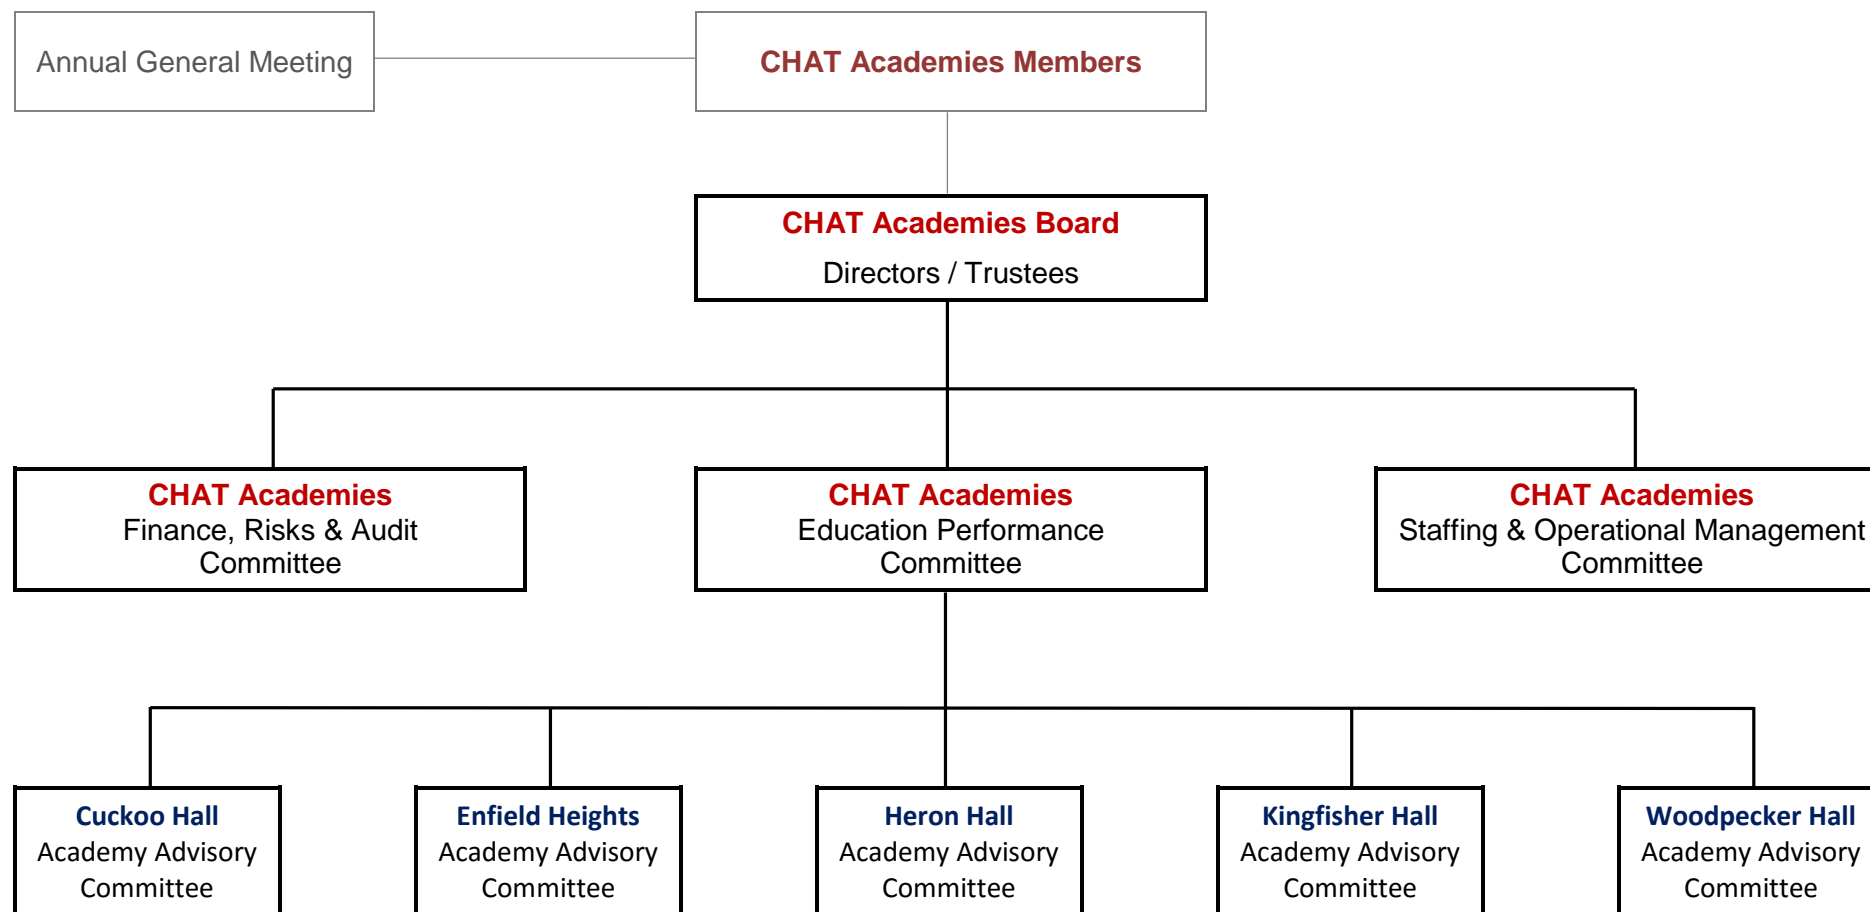 Annual General Meeting
CHAT Academies Members
CHAT Academies Board
Directors / Trustees
CHAT Academies
Finance, Risks & Audit
Committee
CHAT Academies
Education Performance
Committee
CHAT Academies
Staffing & Operational Management
Committee
Cuckoo Hall
Academy Advisory
Committee
Enfield Heights
Academy Advisory
Committee
Heron Hall
Academy Advisory
Committee
Kingfisher Hall
Academy Advisory
Committee
Woodpecker Hall
Academy Advisory
Committee